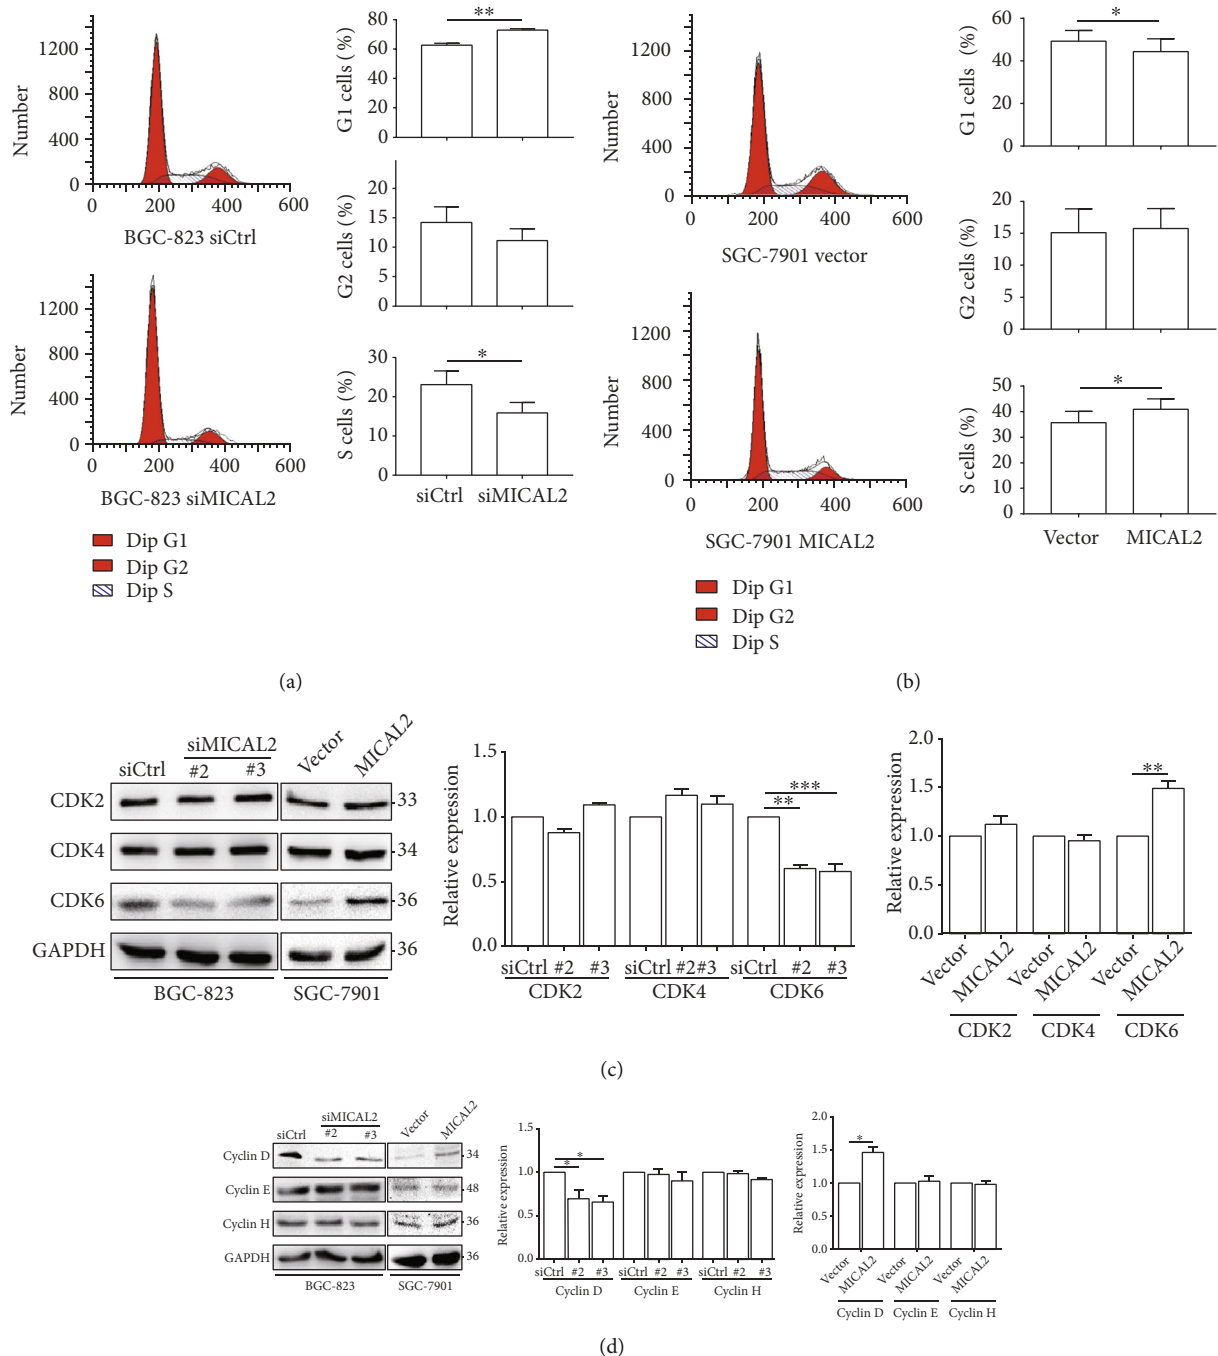 1200
800
400
0
Number
0 200 400 600
BGC-823 siCtrl
1200
800
400
0
Number
0 200 400 600
BGC-823 siMICAL2
Dip G1
Dip G2
Dip S
80
60
40
20
0
G1 cells (%)
**
20
15
10
5
0
G2 cells (%)
30
20
10
0
S cells (%)
*
siCtrl siMICAL2
(a)
1200
800
400
0
Number
0 200 400 600
SGC-7901 vector
1200
800
400
0
Number
0 200 400 600
SGC-7901 MICAL2
Dip G1
Dip G2
Dip S
60
40
20
0
G1 cells (%)
*
20
15
10
5
0
G2 cells (%)
50
40
30
20
10
0
S cells (%)
*
Vector MICAL2
(b)
siMICAL2
siCtrl #2 #3 Vector MICAL2
CDK2 33
CDK4 34
CDK6 36
GAPDH 36
BGC-823 SGC-7901
1.5
1.0
0.5
0.0
Relative expression
***
**
siCtrl #2 #3 siCtrl #2 #3 siCtrl #2 #3
CDK2 CDK4 CDK6
2.0
1.5
1.0
0.5
0.0
Relative expression
**
Vector MICAL2 Vector MICAL2 Vector MICAL2
CDK2 CDK4 CDK6
(c)
siMICAL2
siCtrl #2 #3 Vector MICAL2
Cyclin D 34
Cyclin E 48
Cyclin H 36
GAPDH 36
BGC-823 SGC-7901
1.5
1.0
0.5
0.0
Relative expression
*
*
siCtrl #2 #3 siCtrl #2 #3 siCtrl #2 #3
Cyclin D Cyclin E Cyclin H
2.0
1.5
1.0
0.5
0.0
Relative expression
*
Vector MICAL2 Vector MICAL2 Vector MICAL2
Cyclin D Cyclin E Cyclin H
(d)